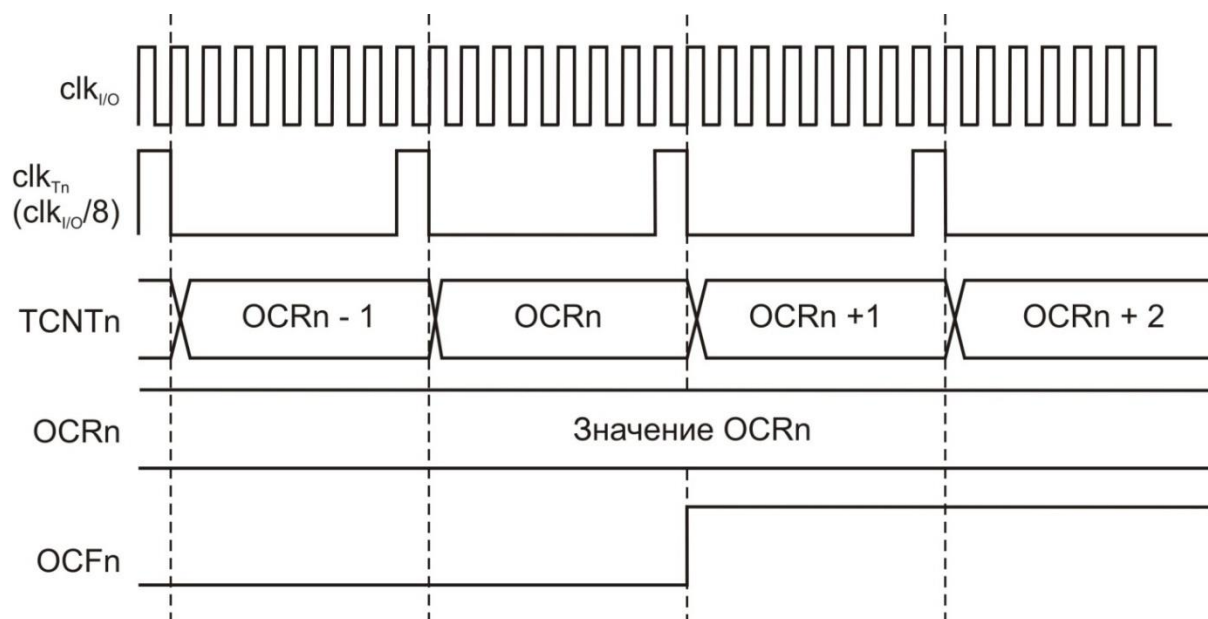 clkI/O
clkTn
(clkI/O/8)
TCNTn
OCRn - 1
OCRn
OCRn +1
OCRn + 2
OCRn
Значение OCRn
OCFn